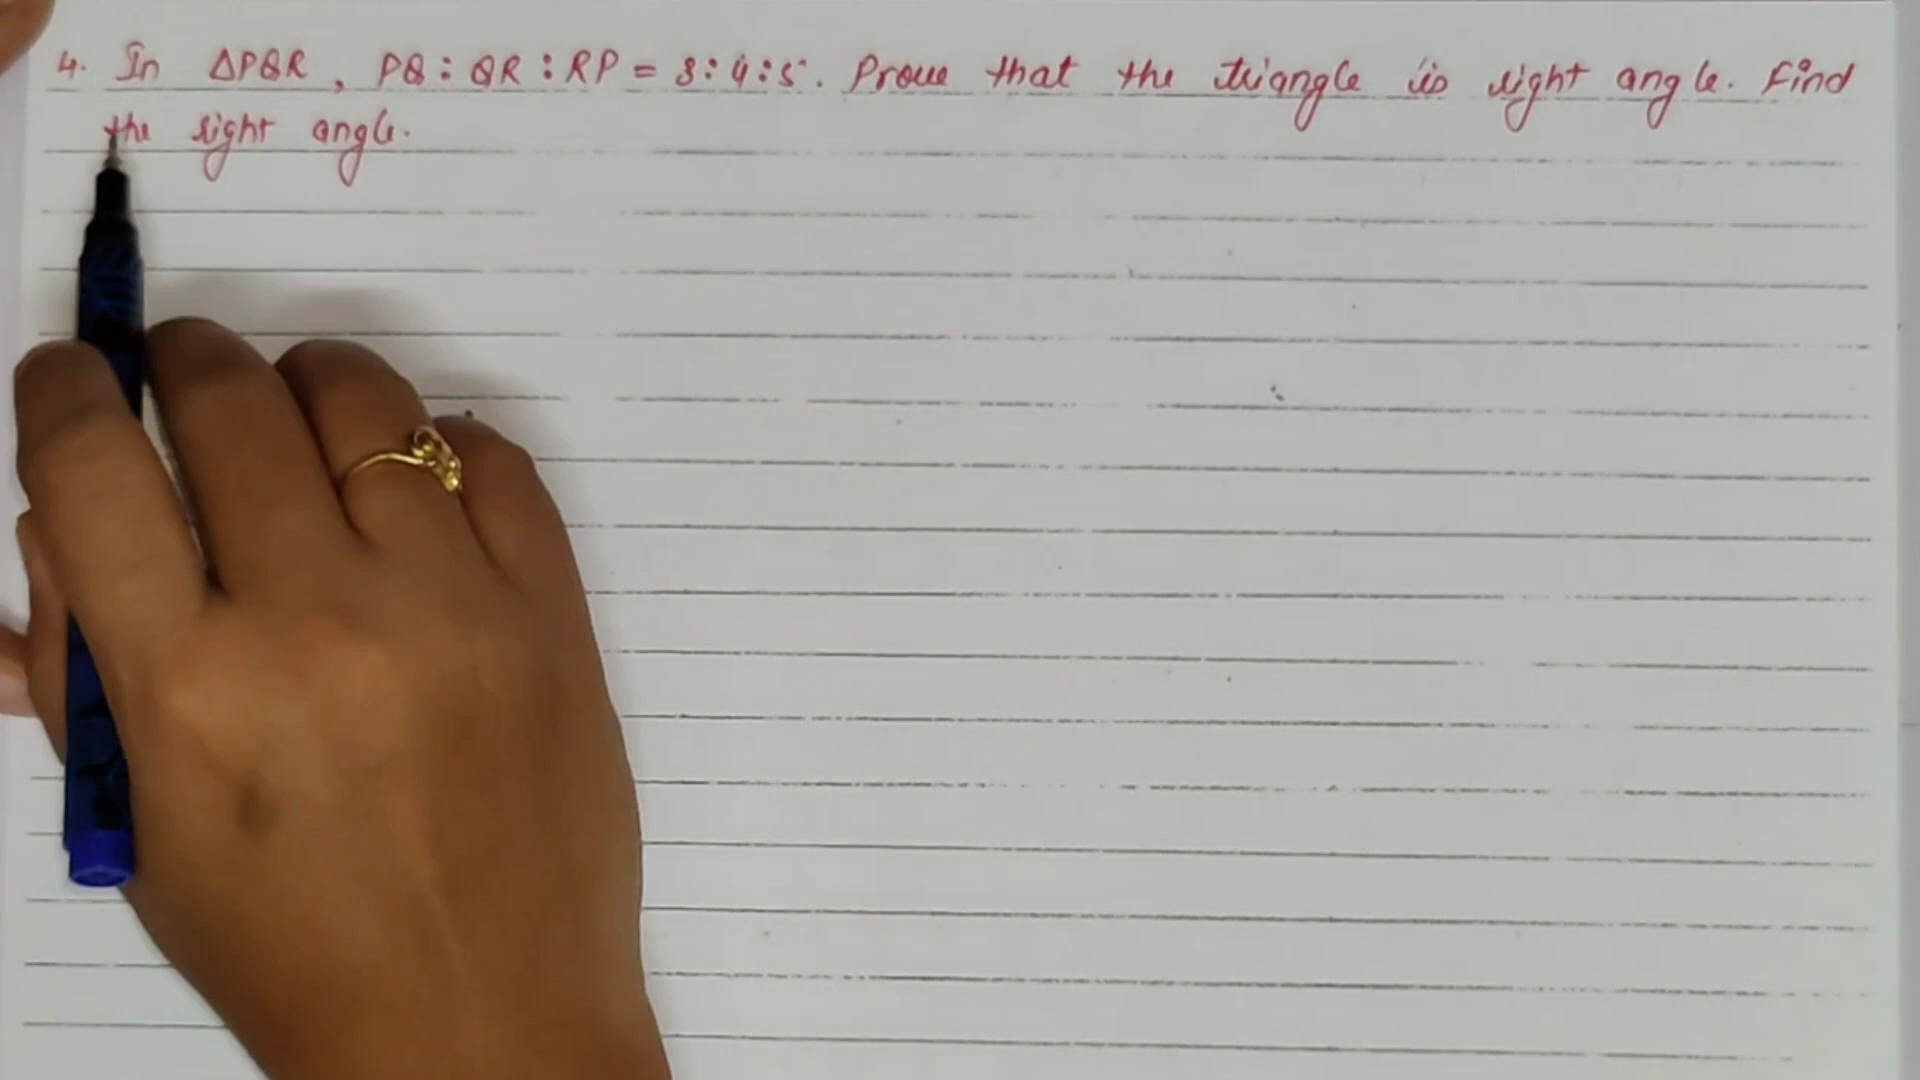 4. In ΔPQR, PQ : QR : RP = 3 : 4 : 5. Prove that the triangle is right angle. Find
the right angle.